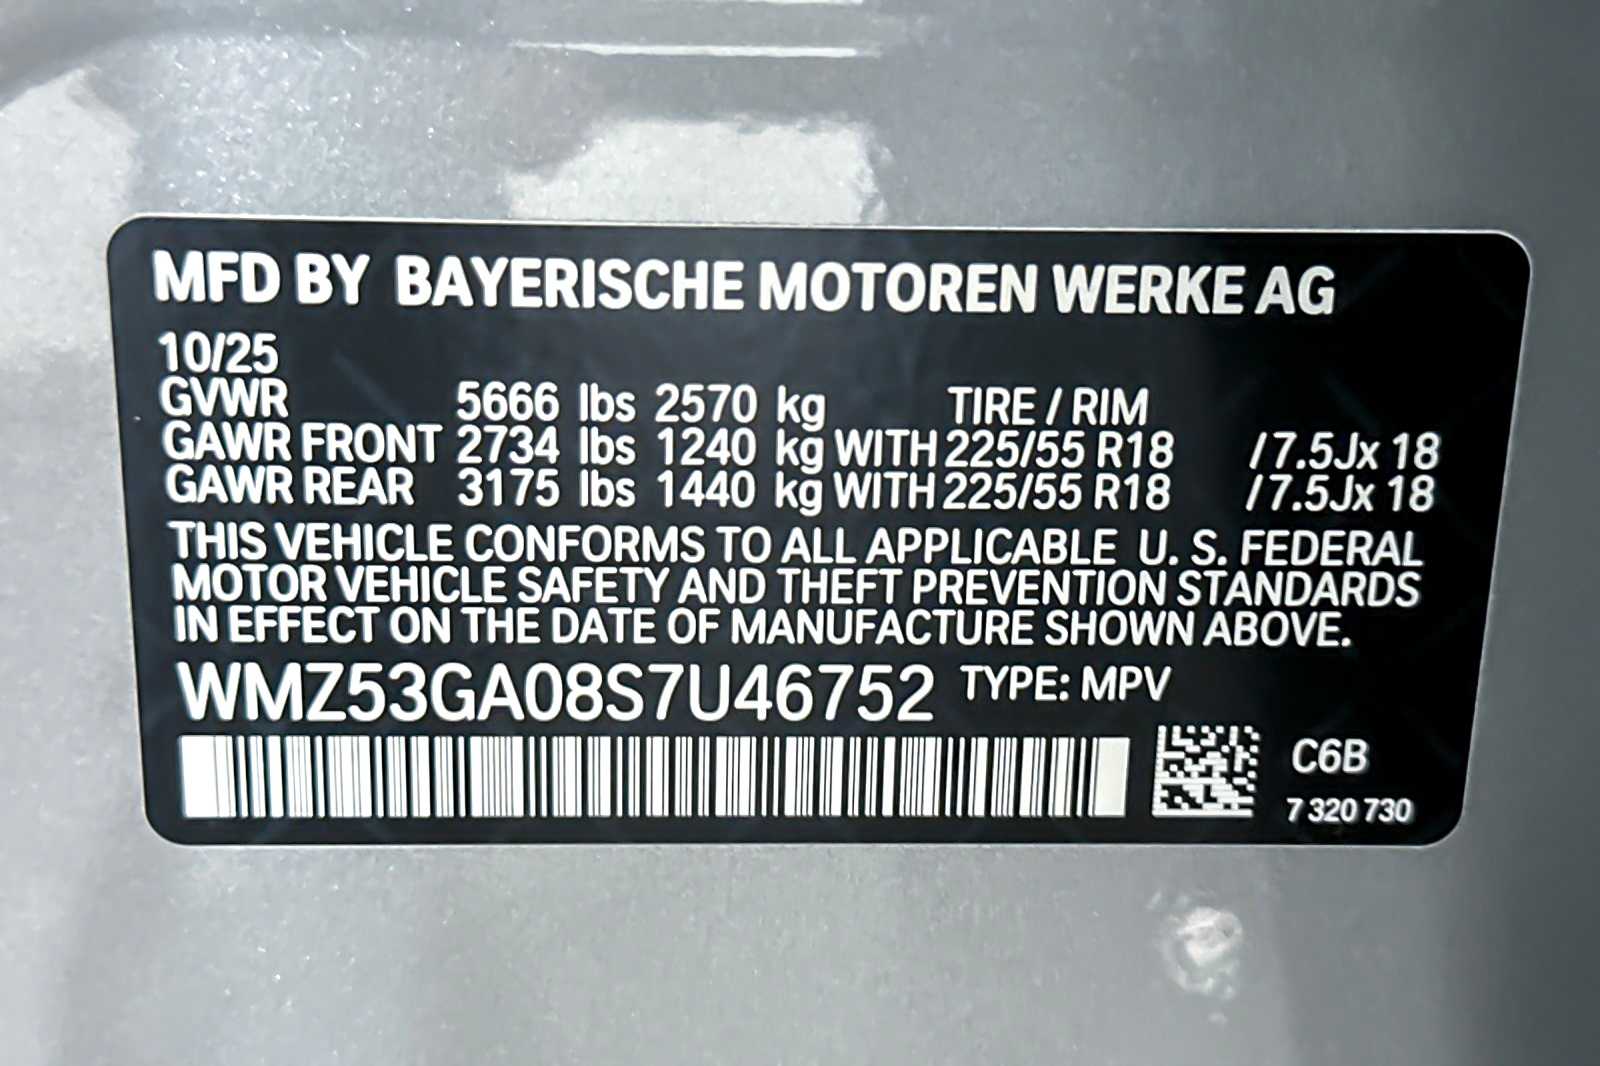 MFD BY BAYERISCHE MOTOREN WERKE AG
10/25
GVWR 5666 lbs 2570 kg TIRE / RIM
GAWR FRONT 2734 lbs 1240 kg WITH 225/55 R18 /7.5Jx 18
GAWR REAR 3175 lbs 1440 kg WITH 225/55 R18 /7.5Jx 18
THIS VEHICLE CONFORMS TO ALL APPLICABLE U. S. FEDERAL
MOTOR VEHICLE SAFETY AND THEFT PREVENTION STANDARDS
IN EFFECT ON THE DATE OF MANUFACTURE SHOWN ABOVE.
WMZ53GA08S7U46752 TYPE: MPV
C6B
7 320 730